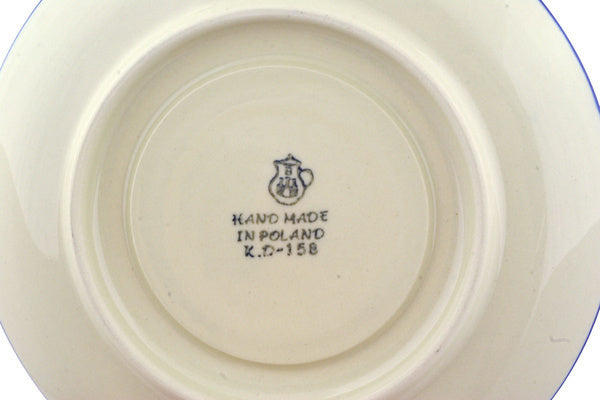 HAND MADE
IN POLAND
K.D-158